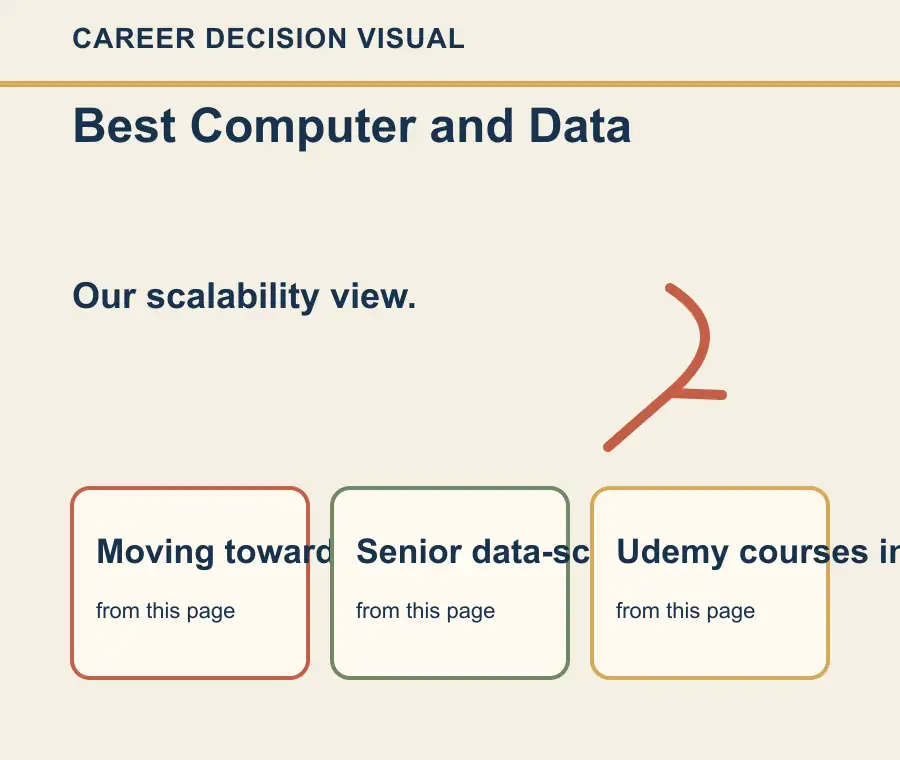 CAREER DECISION VISUAL
Best Computer and Data
Our scalability view.
Moving toward
from this page
Senior data-sc
from this page
Udemy courses in
from this page